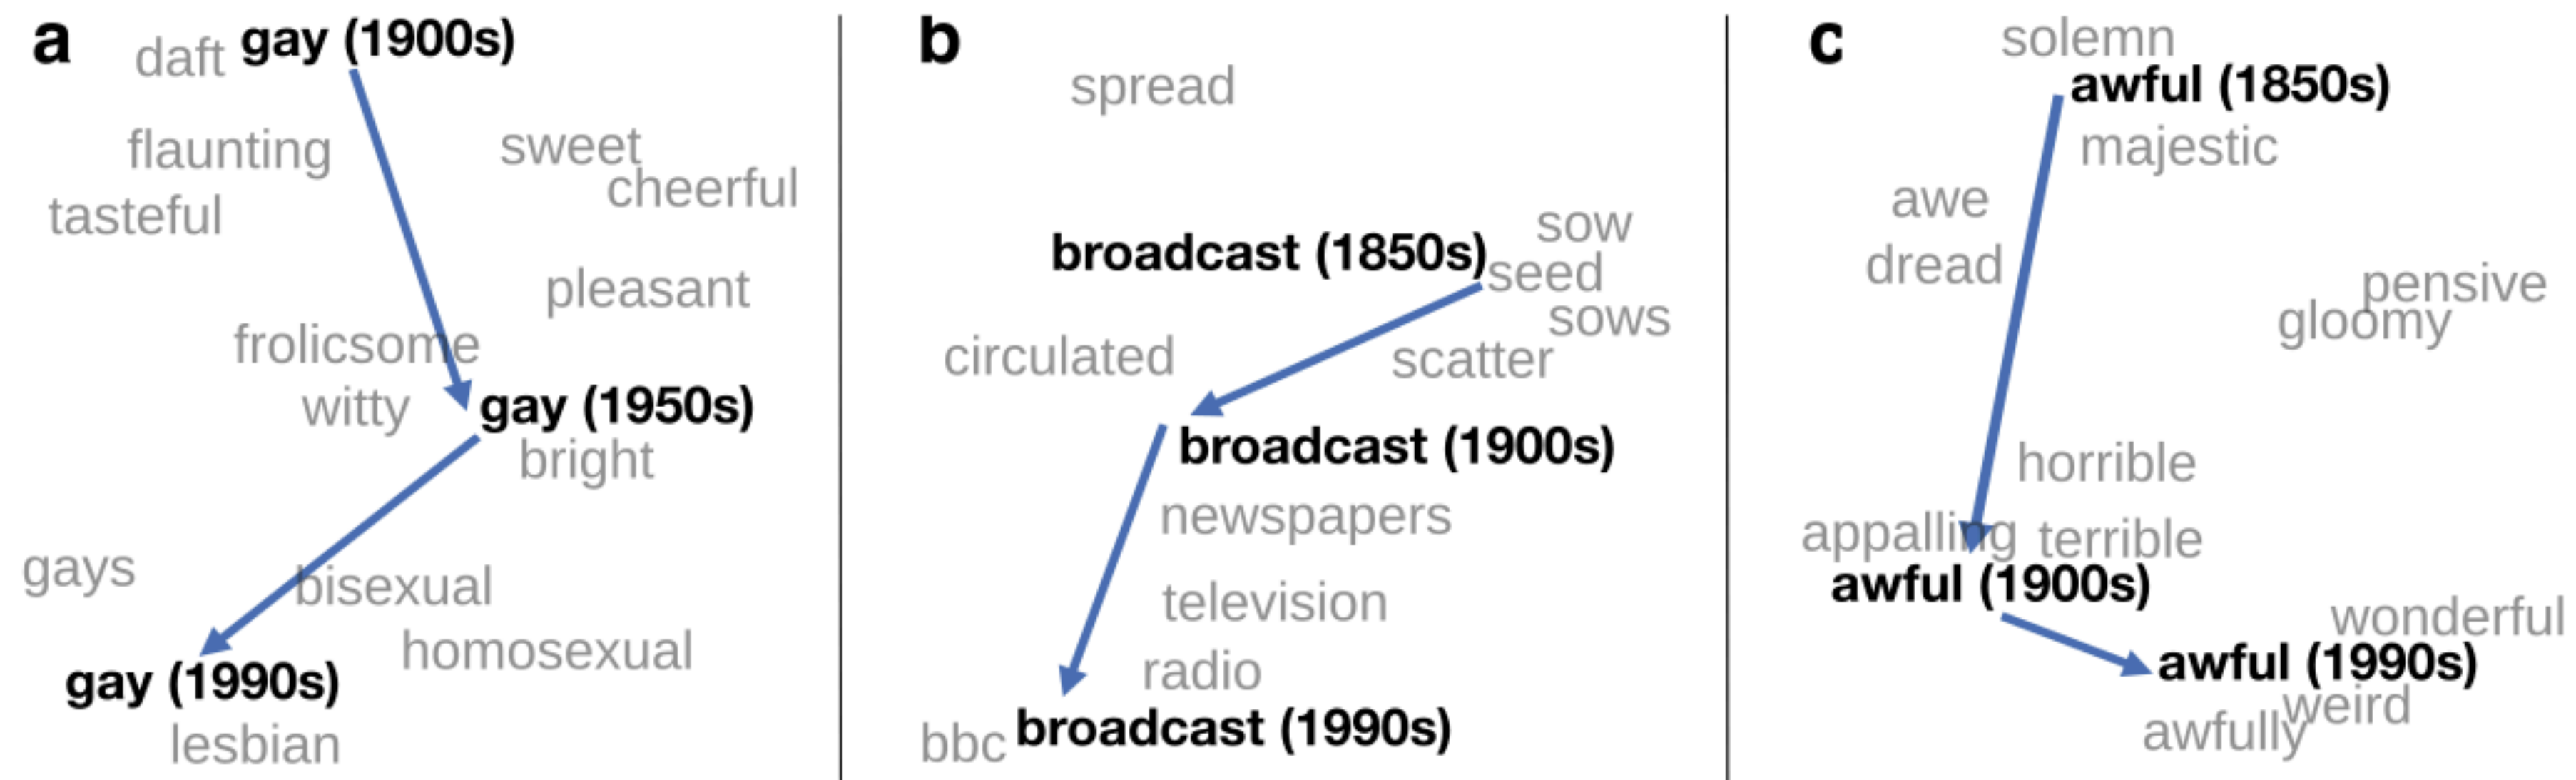 a
daft gay (1900s)
flaunting
sweet
cheerful
tasteful
pleasant
frolicsome
witty
gay (1950s)
bright
gays
bisexual
homosexual
gay (1990s)
lesbian
b
spread
sow
broadcast (1850s)
seed
sows
circulated
scatter
broadcast (1900s)
newspapers
television
radio
bbc broadcast (1990s)
c
solemn
awful (1850s)
majestic
awe
dread
pensive
gloomy
horrible
appalling terrible
awful (1900s)
wonderful
awful (1990s)
weird
awfully